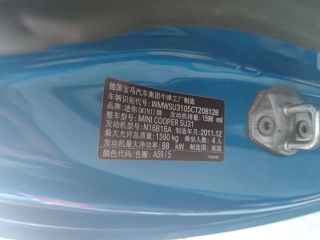 德国宝马汽车集团牛津工厂制造
车辆识别代号: WMWSU3105CT208128
品牌: 迷你(MINI)牌 发动机排量: 1598 ml
整车型号: MINI COOPER SU31
发动机型号: N16B16A 制造年月: 2011.12
最大允许总质量: 1590 kg 乘坐人数: 4人
发动机最大净功率: 88 kW 制造国: 英国
颜色代码/色号: A59/5